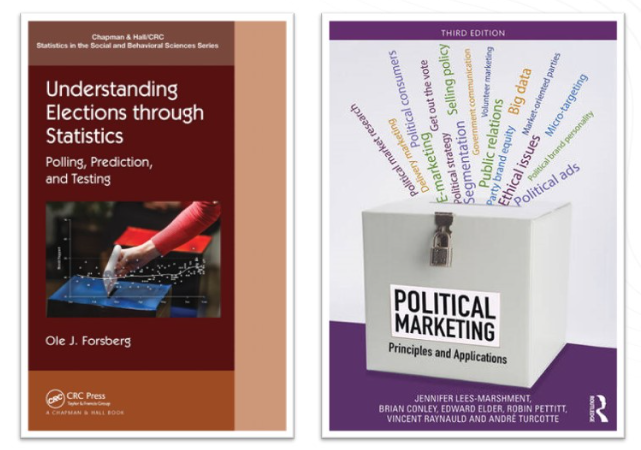 Chapman & Hall/CRC
Statistics in the Social and Behavioral Sciences Series
Understanding
Elections through
Statistics
Polling, Prediction,
and Testing
Ole J. Forsberg
CRC
CRC Press
Taylor & Francis Group
A CHAPMAN & HALL BOOK
THIRD EDITION
Political market research
Delivery marketing
Political consumers
E-marketing
Get out the vote
Political strategy
Selling policy
Segmentation
Government communication
Public relations
Volunteer marketing
Party brand equity
Big data
Ethical issues
Market-oriented parties
Micro-targeting
Political brand personality
Political ads
POLITICAL
MARKETING
Principles and Applications
JENNIFER LEES-MARSHMENT,
BRIAN CONLEY, EDWARD ELDER, ROBIN PETTITT,
VINCENT RAYNAULD AND ANDRÉ TURCOTTE
ROUTLEDGE